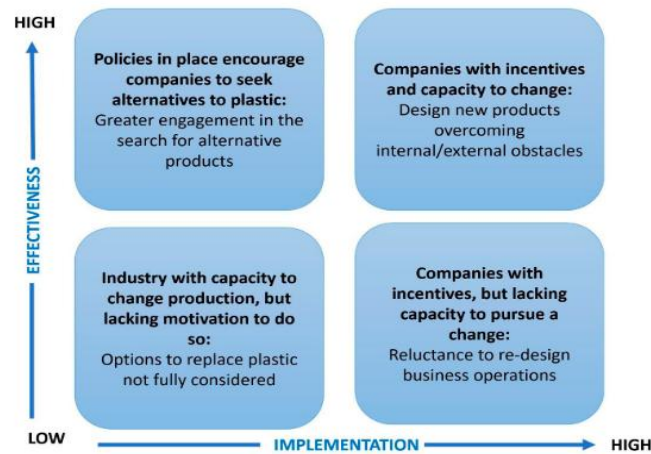 HIGH
Policies in place encourage
companies to seek
alternatives to plastic:
Greater engagement in the
search for alternative
products
Companies with incentives
and capacity to change:
Design new products
overcoming
internal/external obstacles
EFFECTIVENESS
Industry with capacity to
change production, but
lacking motivation to do
so:
Options to replace plastic
not fully considered
Companies with
incentives, but lacking
capacity to pursue a
change:
Reluctance to re-design
business operations
LOW
IMPLEMENTATION
HIGH